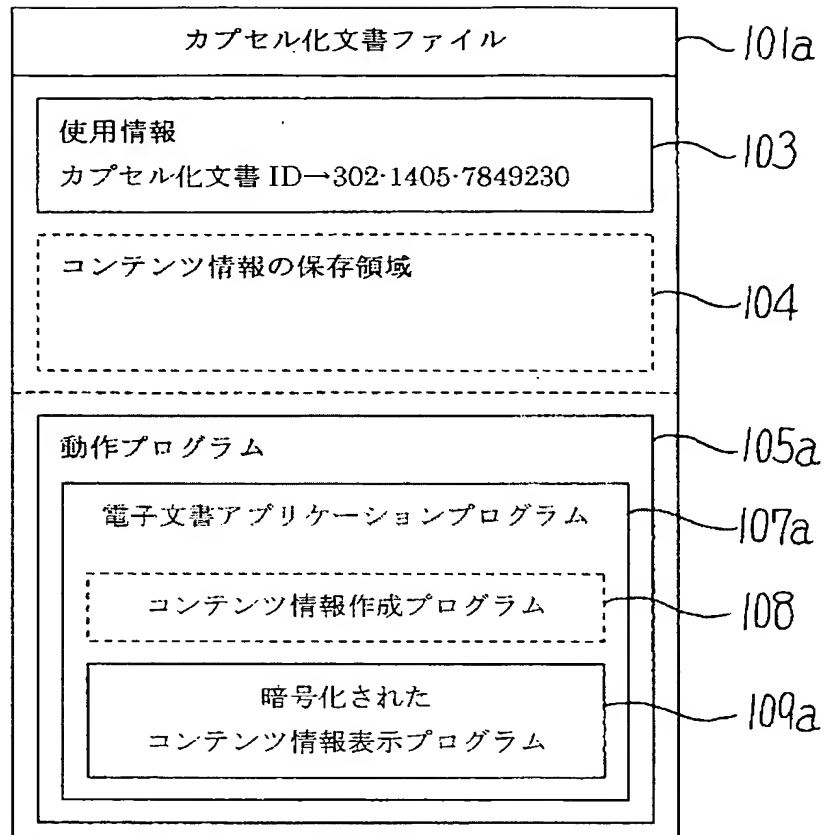 カプセル化文書ファイル
101a
使用情報
カプセル化文書 ID→302·1405·7849230
103
コンテンツ情報の保存領域
104
動作プログラム
105a
電子文書アプリケーションプログラム
107a
コンテンツ情報作成プログラム
108
暗号化された
コンテンツ情報表示プログラム
109a